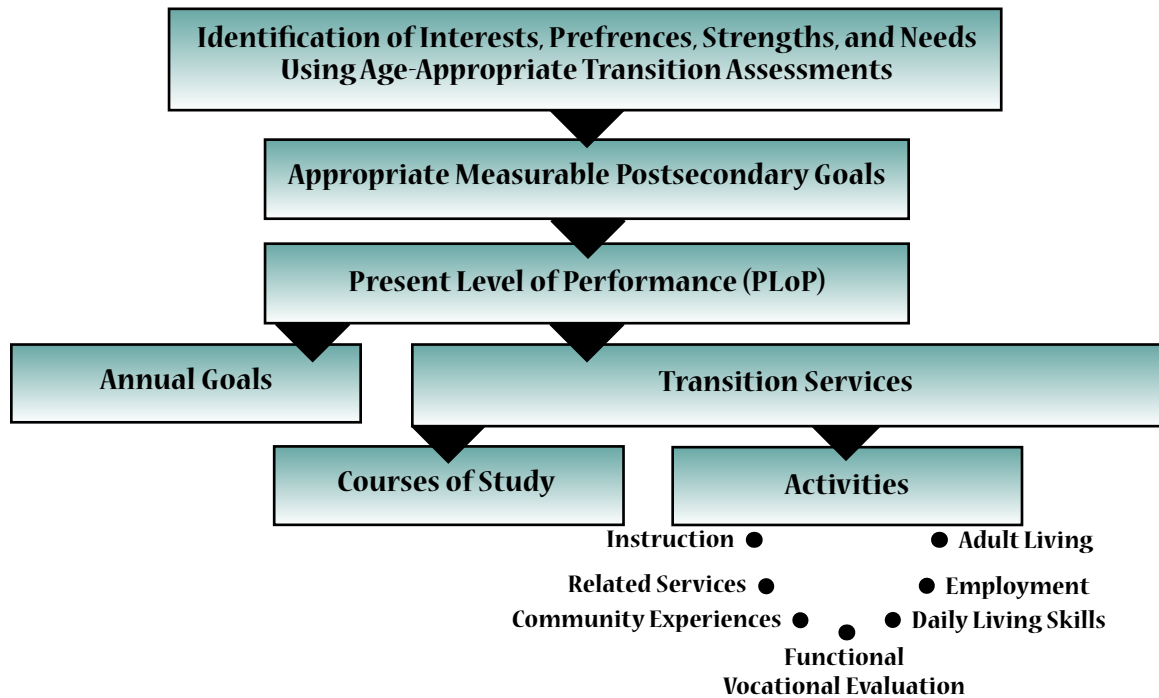 Identification of Interests, Prefrences, Strengths, and Needs
Using Age-Appropriate Transition Assessments
Appropriate Measurable Postsecondary Goals
Present Level of Performance (PLoP)
Annual Goals
Transition Services
Courses of Study
Activities
Instruction
Adult Living
Related Services
Employment
Community Experiences
Daily Living Skills
Functional
Vocational Evaluation